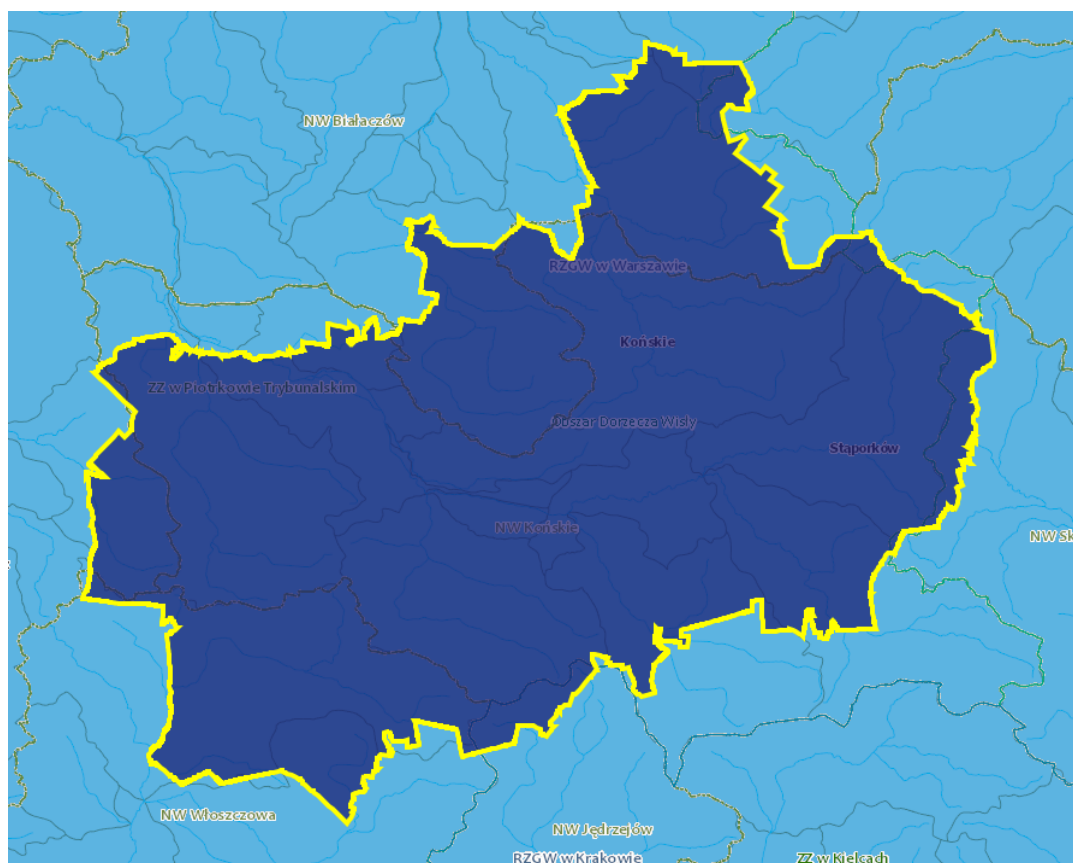 NW Białaczów
RZGW w Warszawie
Końskie
ZZ w Piotrkowie Trybunalskim
Obszar Dorzecza Wisły
Stąporków
NW Końskie
NW Sk
NW Włoszczowa
NW Jędrzejów
RZGW w Krakowie
ZZ w Kielcach